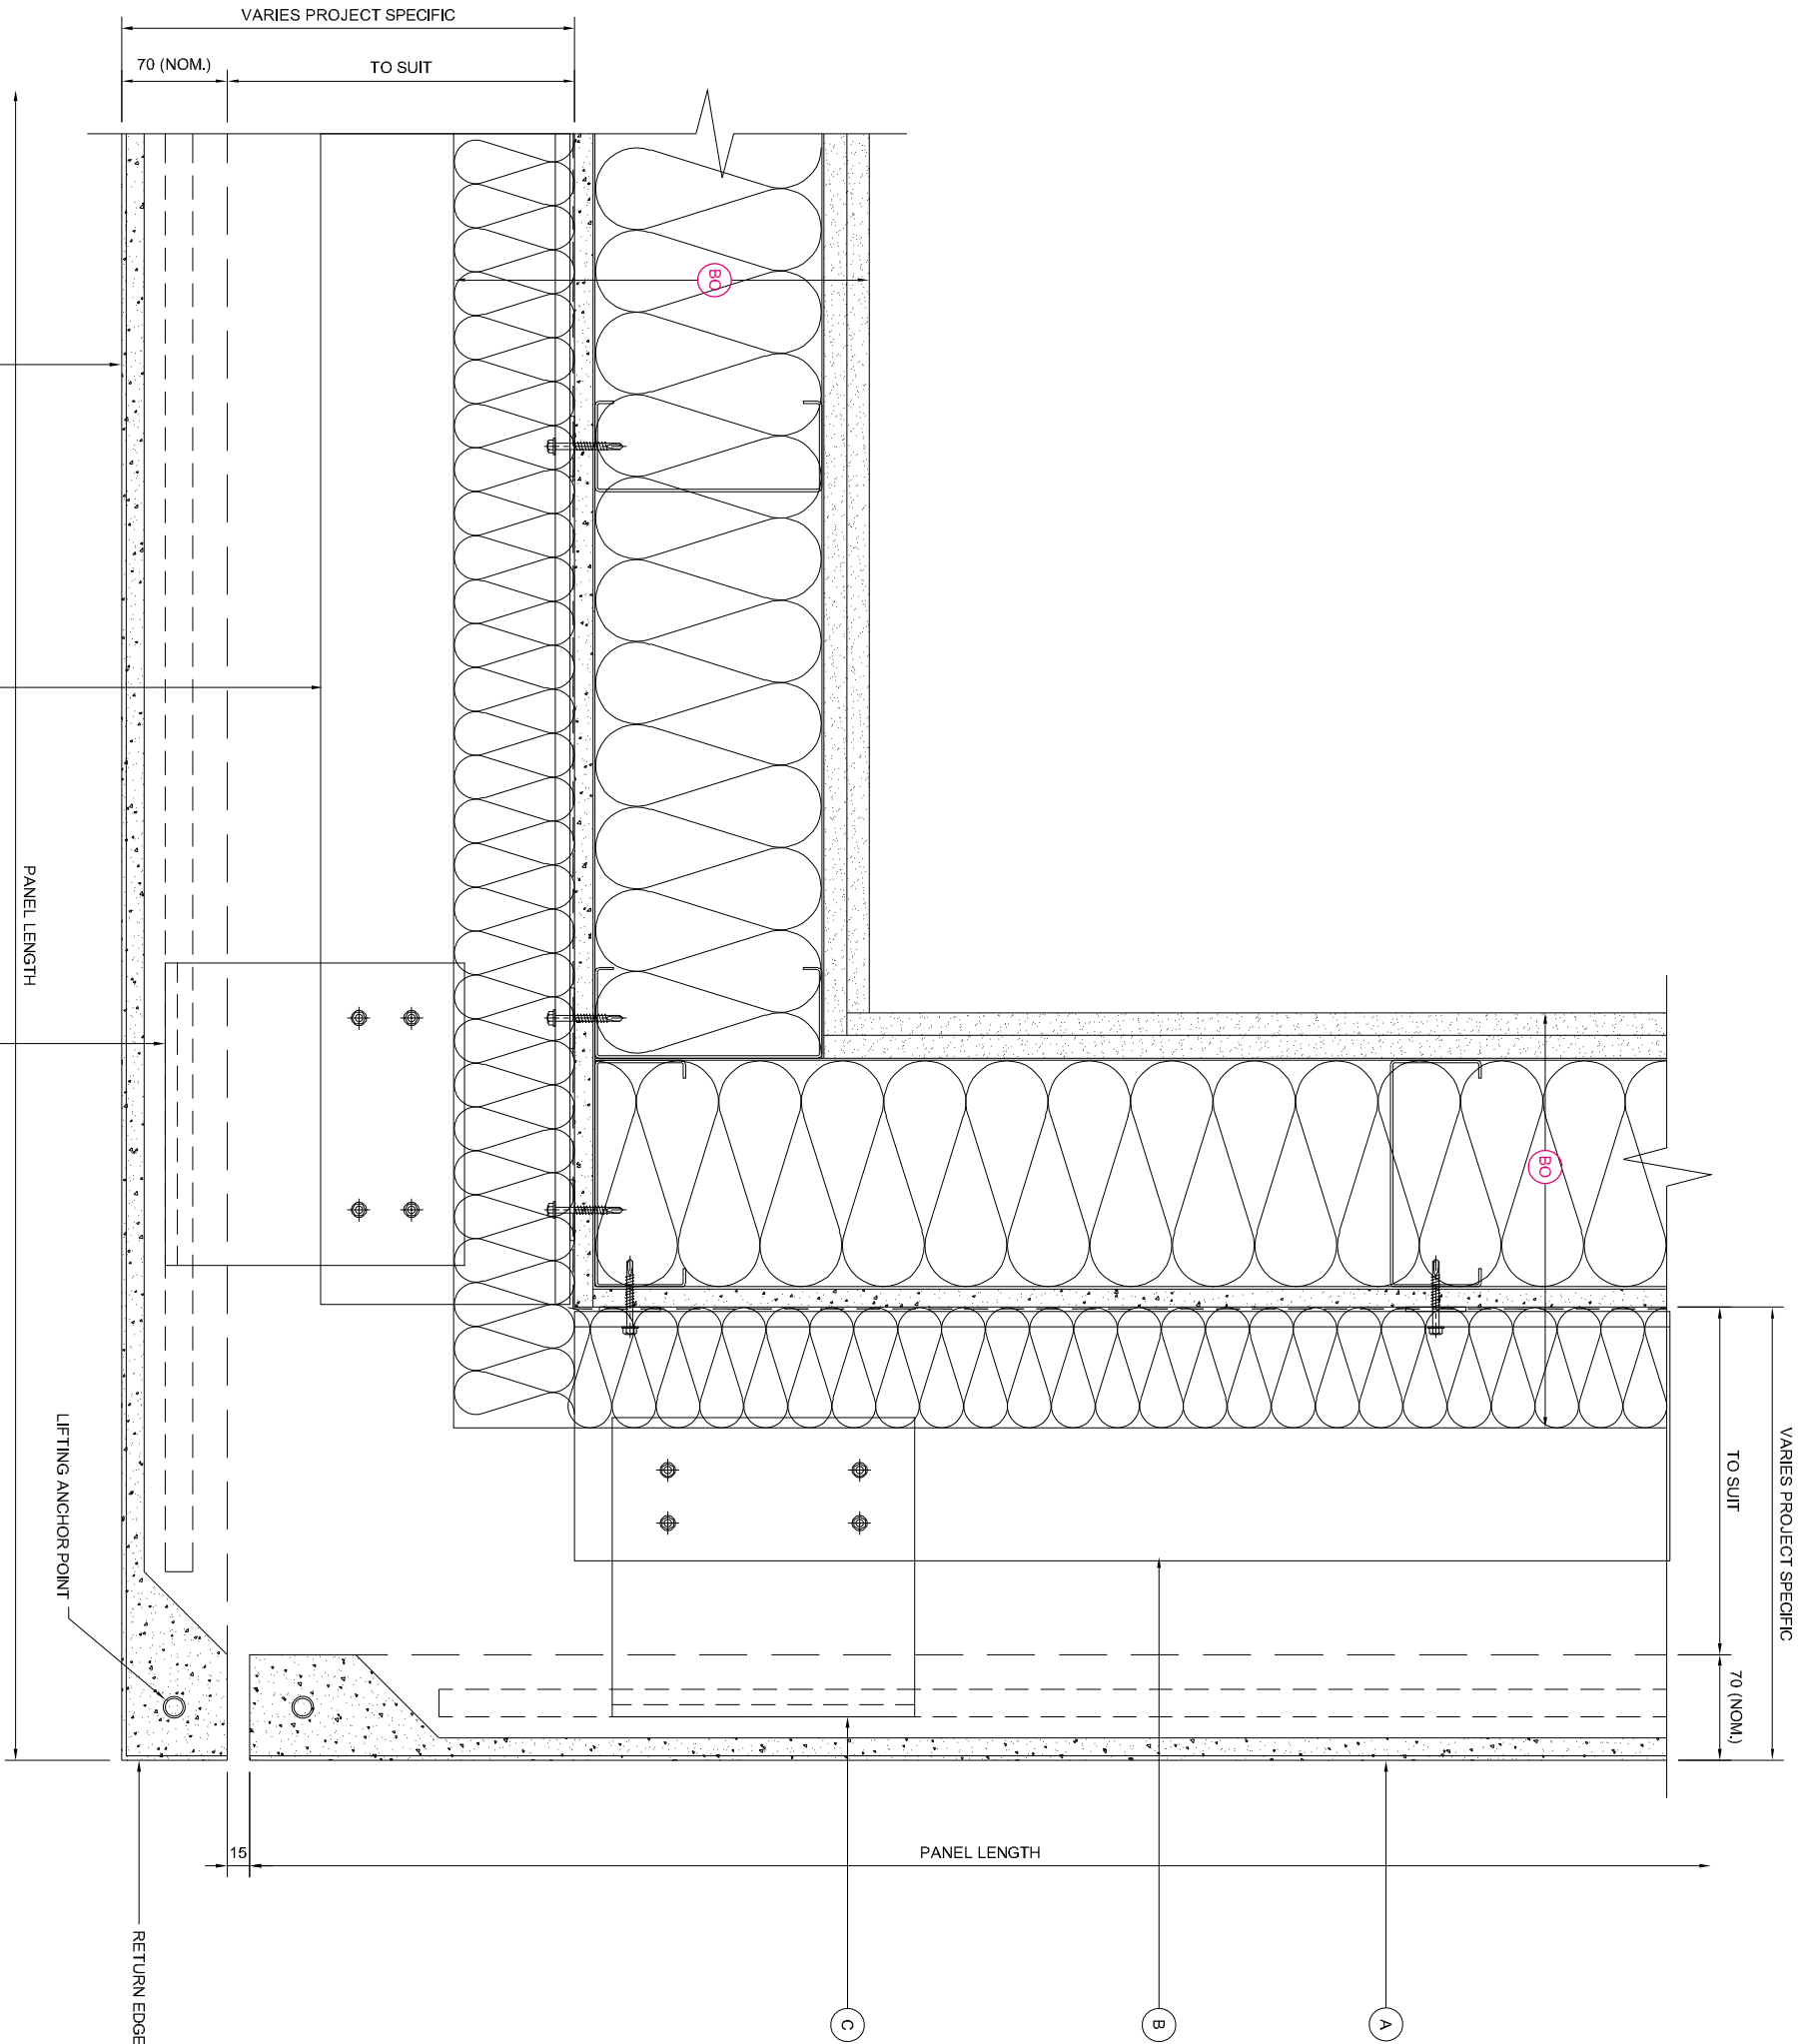 VARIES PROJECT SPECIFIC
70 (NOM.)
TO SUIT
BO
PANEL LENGTH
BO
VARIES PROJECT SPECIFIC
TO SUIT
70 (NOM.)
LIFTING ANCHOR POINT
15
PANEL LENGTH
RETURN EDGE
C
B
A